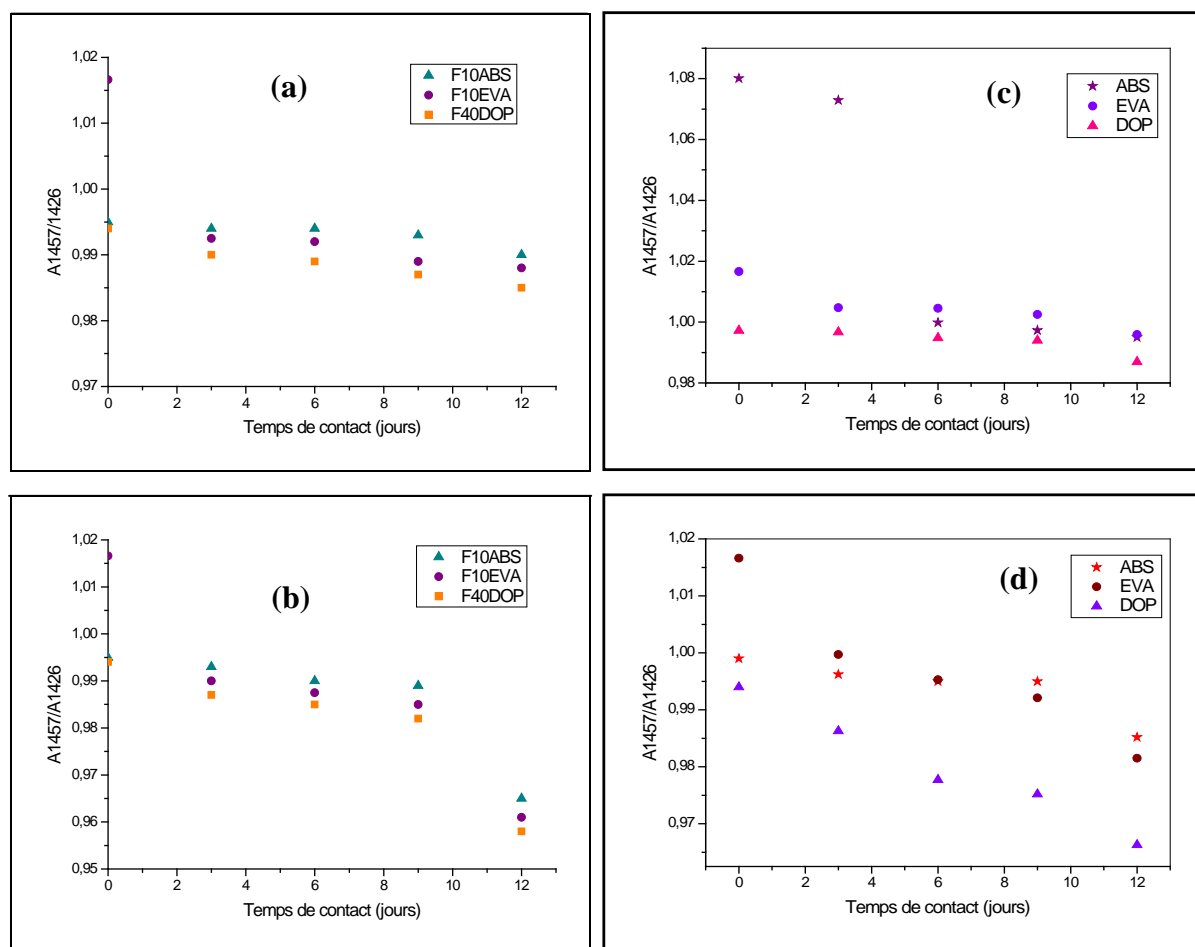 (a)
F10ABS
F10EVA
F40DOP
1,02
1,01
1,00
0,99
0,98
0,97
A1457/1426
0 2 4 6 8 10 12
Temps de contact (jours)
(c)
ABS
EVA
DOP
1,08
1,06
1,04
1,02
1,00
0,98
A1457/A1426
0 2 4 6 8 10 12
Temps de contact (jours)
(b)
F10ABS
F10EVA
F40DOP
1,02
1,01
1,00
0,99
0,98
0,97
0,96
0,95
A1457/A1426
0 2 4 6 8 10 12
Temps de contact (jours)
(d)
ABS
EVA
DOP
1,02
1,01
1,00
0,99
0,98
0,97
A1457/A1426
0 2 4 6 8 10 12
Temps de contact (jours)